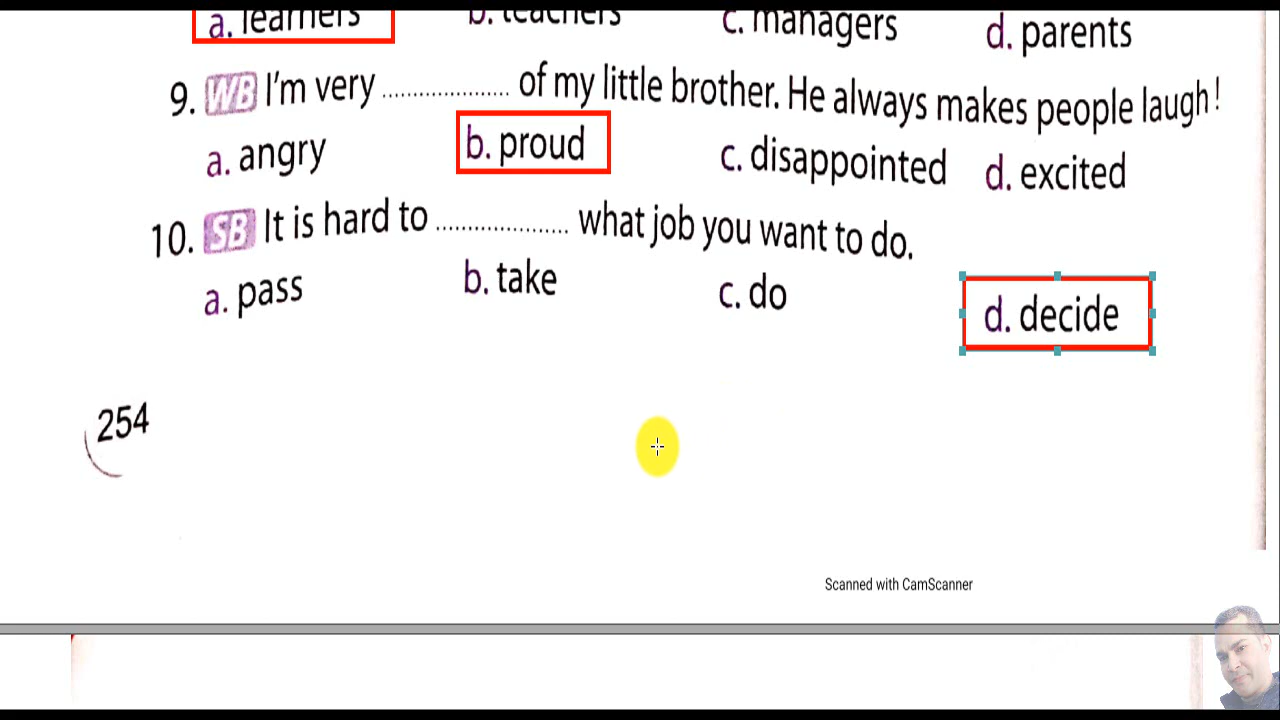 a. learners b. teachers c. managers d. parents
9. WB I'm very .................... of my little brother. He always makes people laugh!
a. angry b. proud c. disappointed d. excited
10. SB It is hard to ..................... what job you want to do.
a. pass b. take c. do d. decide
254
Scanned with CamScanner